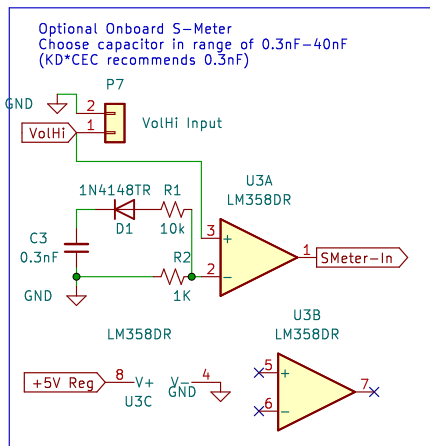 Optional Onboard S-Meter
Choose capacitor in range of 0.3nF-40nF
(KD*CEC recommends 0.3nF)
P7
GND
2
1
VolHi
VolHi Input
U3A
LM358DR
1N4148TR
R1
D1
10k
3
+
C3
0.3nF
1
SMeter-In
R2
2
-
GND
1K
U3B
LM358DR
LM358DR
5
+
+5V Reg
8
V+
V-
4
GND
7
U3C
6
-